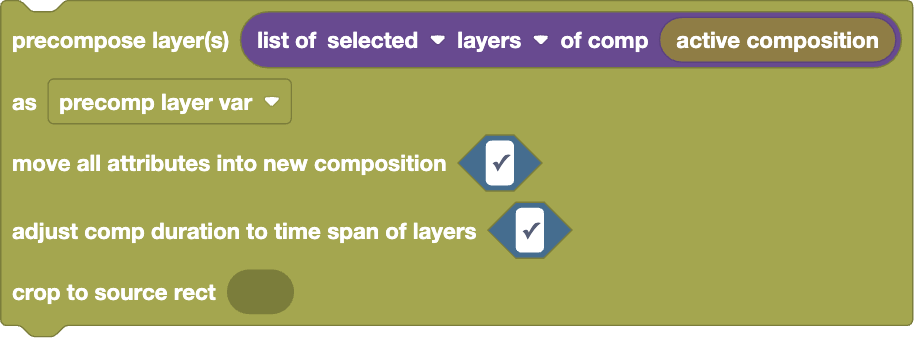 precompose layer(s) list of selected layers of comp active composition
as precomp layer var
move all attributes into new composition ✓
adjust comp duration to time span of layers ✓
crop to source rect